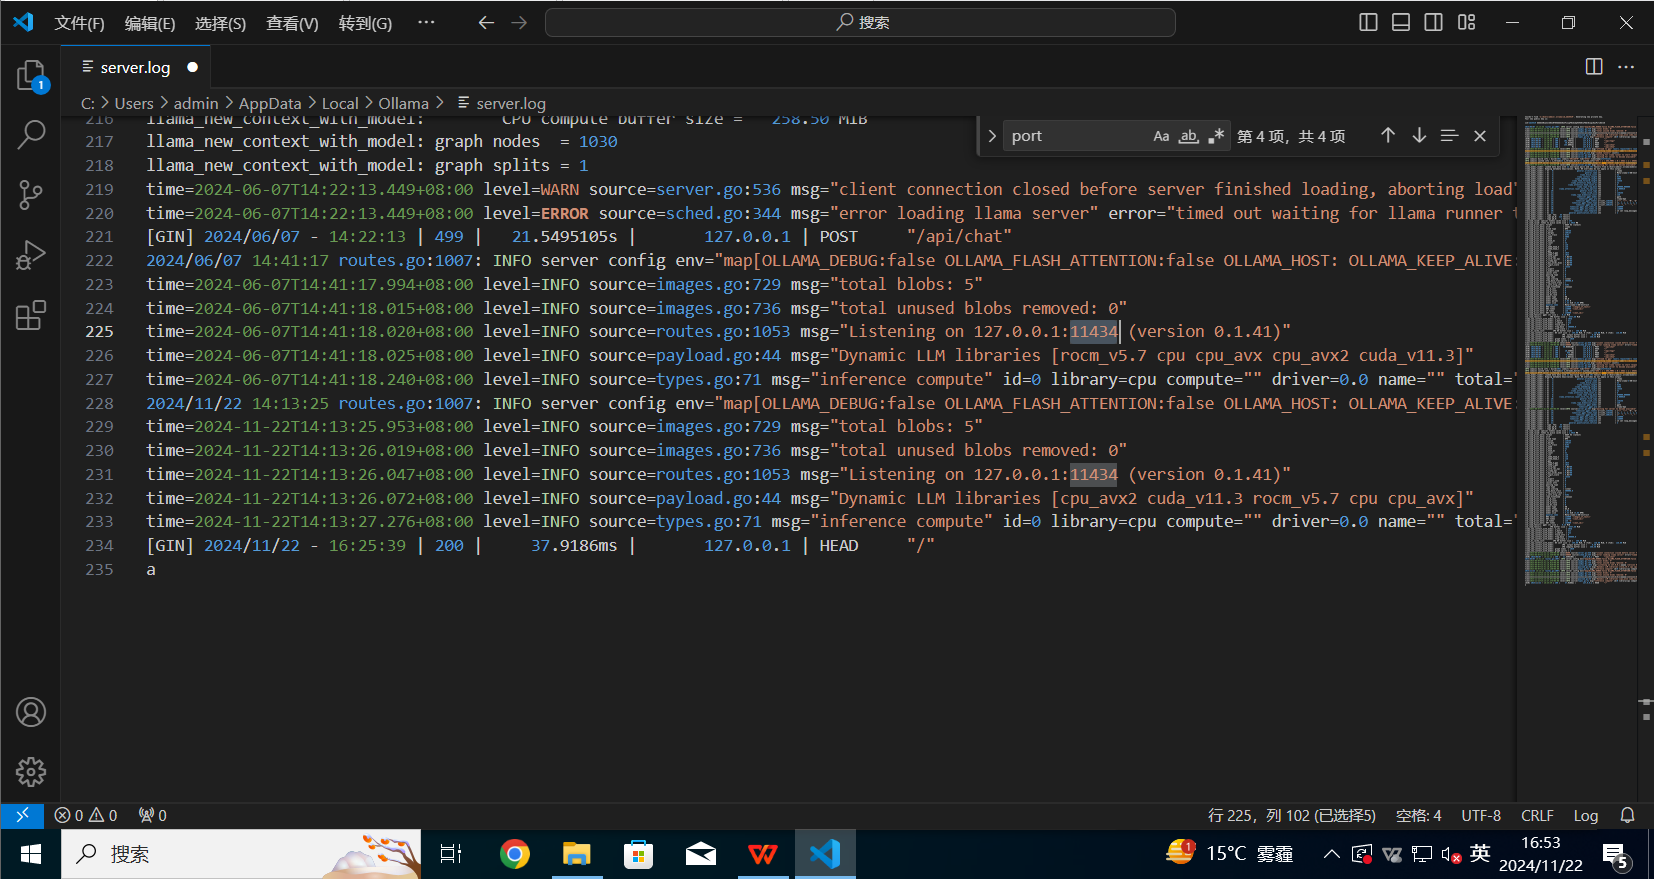 文件(F) 编辑(E) 选择(S) 查看(V) 转到(G) ··· 搜索
server.log
C: > Users > admin > AppData > Local > Ollama > server.log
port Aa ab 第 4 项，共 4 项
216 llama_new_context_with_model: CPU compute buffer size = 258.50 MiB
217 llama_new_context_with_model: graph nodes = 1030
218 llama_new_context_with_model: graph splits = 1
219 time=2024-06-07T14:22:13.449+08:00 level=WARN source=server.go:536 msg="client connection closed before server finished loading, aborting load"
220 time=2024-06-07T14:22:13.449+08:00 level=ERROR source=sched.go:344 msg="error loading llama server" error="timed out waiting for llama runner t
221 [GIN] 2024/06/07 - 14:22:13 | 499 | 21.5495105s | 127.0.0.1 | POST "/api/chat"
222 2024/06/07 14:41:17 routes.go:1007: INFO server config env="map[OLLAMA_DEBUG:false OLLAMA_FLASH_ATTENTION:false OLLAMA_HOST: OLLAMA_KEEP_ALIVE:
223 time=2024-06-07T14:41:17.994+08:00 level=INFO source=images.go:729 msg="total blobs: 5"
224 time=2024-06-07T14:41:18.015+08:00 level=INFO source=images.go:736 msg="total unused blobs removed: 0"
225 time=2024-06-07T14:41:18.020+08:00 level=INFO source=routes.go:1053 msg="Listening on 127.0.0.1:11434 (version 0.1.41)"
226 time=2024-06-07T14:41:18.025+08:00 level=INFO source=payload.go:44 msg="Dynamic LLM libraries [rocm_v5.7 cpu cpu_avx cpu_avx2 cuda_v11.3]"
227 time=2024-06-07T14:41:18.240+08:00 level=INFO source=types.go:71 msg="inference compute" id=0 library=cpu compute="" driver=0.0 name="" total="
228 2024/11/22 14:13:25 routes.go:1007: INFO server config env="map[OLLAMA_DEBUG:false OLLAMA_FLASH_ATTENTION:false OLLAMA_HOST: OLLAMA_KEEP_ALIVE:
229 time=2024-11-22T14:13:25.953+08:00 level=INFO source=images.go:729 msg="total blobs: 5"
230 time=2024-11-22T14:13:26.019+08:00 level=INFO source=images.go:736 msg="total unused blobs removed: 0"
231 time=2024-11-22T14:13:26.047+08:00 level=INFO source=routes.go:1053 msg="Listening on 127.0.0.1:11434 (version 0.1.41)"
232 time=2024-11-22T14:13:26.072+08:00 level=INFO source=payload.go:44 msg="Dynamic LLM libraries [cpu_avx2 cuda_v11.3 rocm_v5.7 cpu cpu_avx]"
233 time=2024-11-22T14:13:27.276+08:00 level=INFO source=types.go:71 msg="inference compute" id=0 library=cpu compute="" driver=0.0 name="" total="
234 [GIN] 2024/11/22 - 16:25:39 | 200 | 37.9186ms | 127.0.0.1 | HEAD "/"
235 a
1
0 0 0 行 225，列 102 (已选择5) 空格: 4 UTF-8 CRLF Log
搜索 1 15°C 雾霾 英 16:53 5
2024/11/22